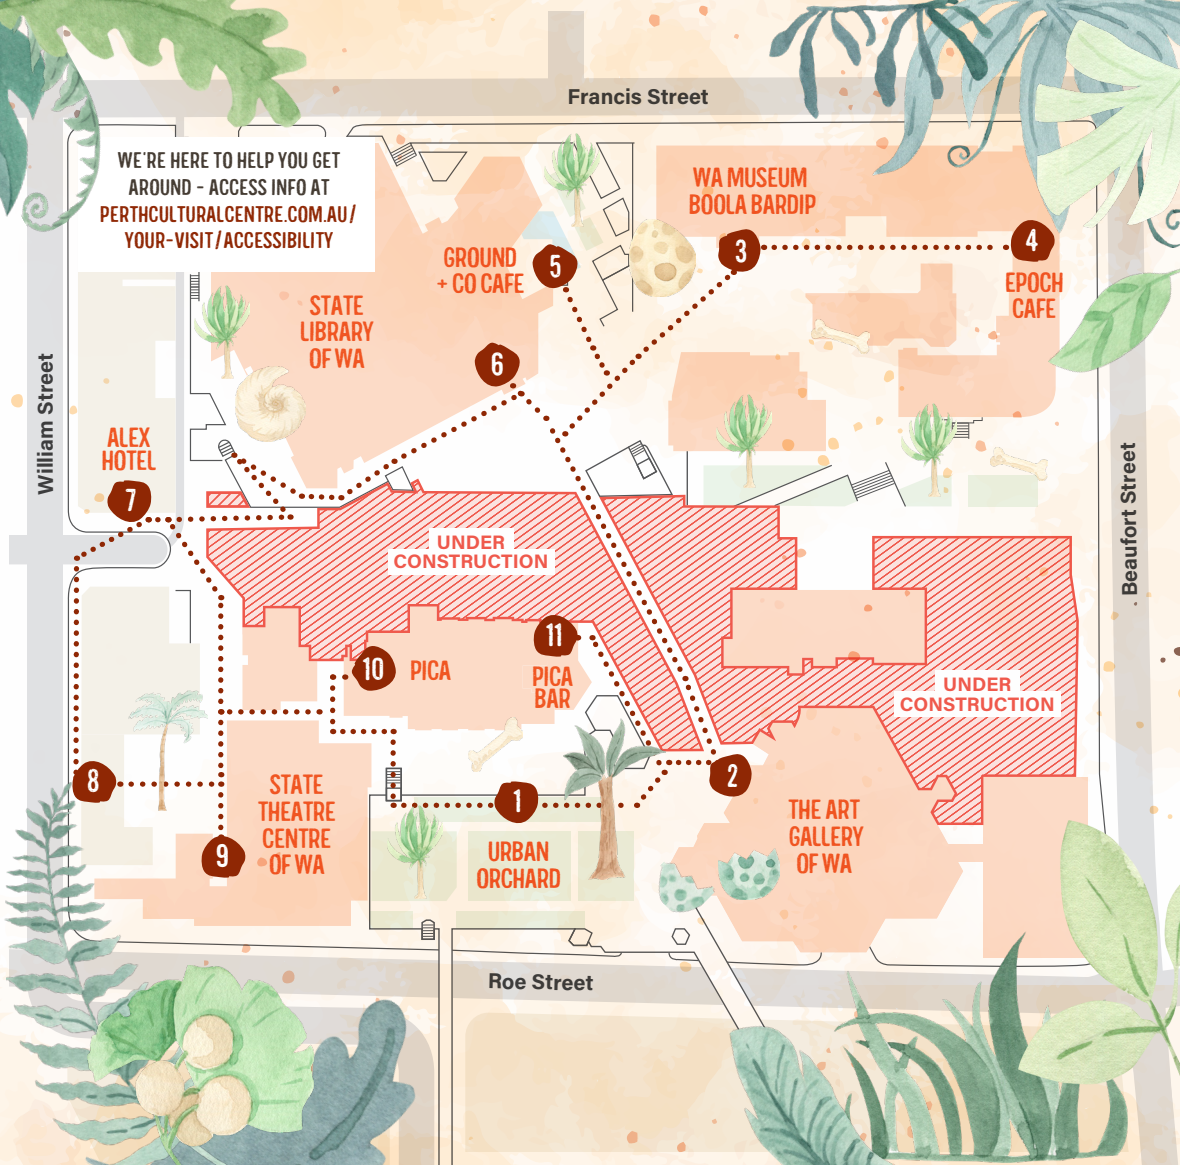 Francis Street
WE'RE HERE TO HELP YOU GET
AROUND - ACCESS INFO AT
PERTHCULTURALCENTRE.COM.AU/
YOUR-VISIT/ACCESSIBILITY
WA MUSEUM
BOOLA BARDIP
3
4
EPOCH
CAFE
GROUND
+ CO CAFE
5
STATE
LIBRARY
OF WA
6
William Street
ALEX
HOTEL
7
Beaufort Street
UNDER
CONSTRUCTION
11
PICA
BAR
10
PICA
UNDER
CONSTRUCTION
8
1
2
STATE
THEATRE
CENTRE
OF WA
9
URBAN
ORCHARD
THE ART
GALLERY
OF WA
Roe Street